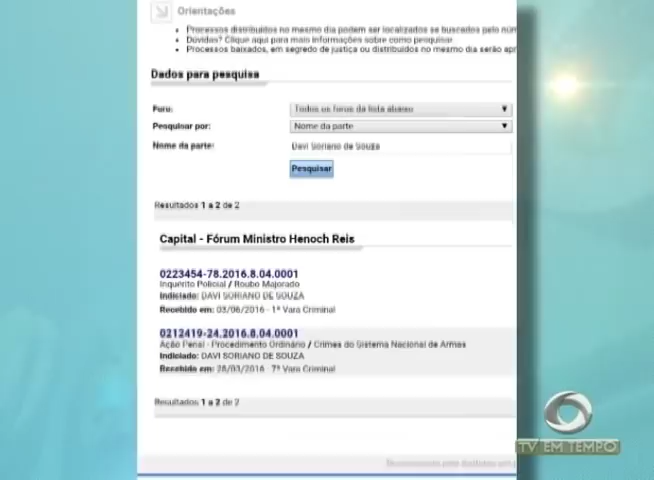 Orientações
Processos distribuídos no mesmo dia podem ser localizados se buscados pelo núm
Dúvidas? Clique aqui para mais informações sobre como pesquisar.
Processos baixados, em segredo de justiça ou distribuídos no mesmo dia serão apr
Dados para pesquisa
Foro: Todos os foros da lista abaixo
Pesquisar por: Nome da parte
Nome da parte: Davi Soriano de Souza
Pesquisar
Resultados 1 a 2 de 2
Capital - Fórum Ministro Henoch Reis
0223454-78.2016.8.04.0001
Inquérito Policial / Roubo Majorado
Indiciado: DAVI SORIANO DE SOUZA
Recebido em: 03/06/2016 - 1ª Vara Criminal
0212419-24.2016.8.04.0001
Ação Penal - Procedimento Ordinário / Crimes do Sistema Nacional de Armas
Indiciado: DAVI SORIANO DE SOUZA
Recebido em: 28/03/2016 - 7ª Vara Criminal
Resultados 1 a 2 de 2
TV EM TEMPO